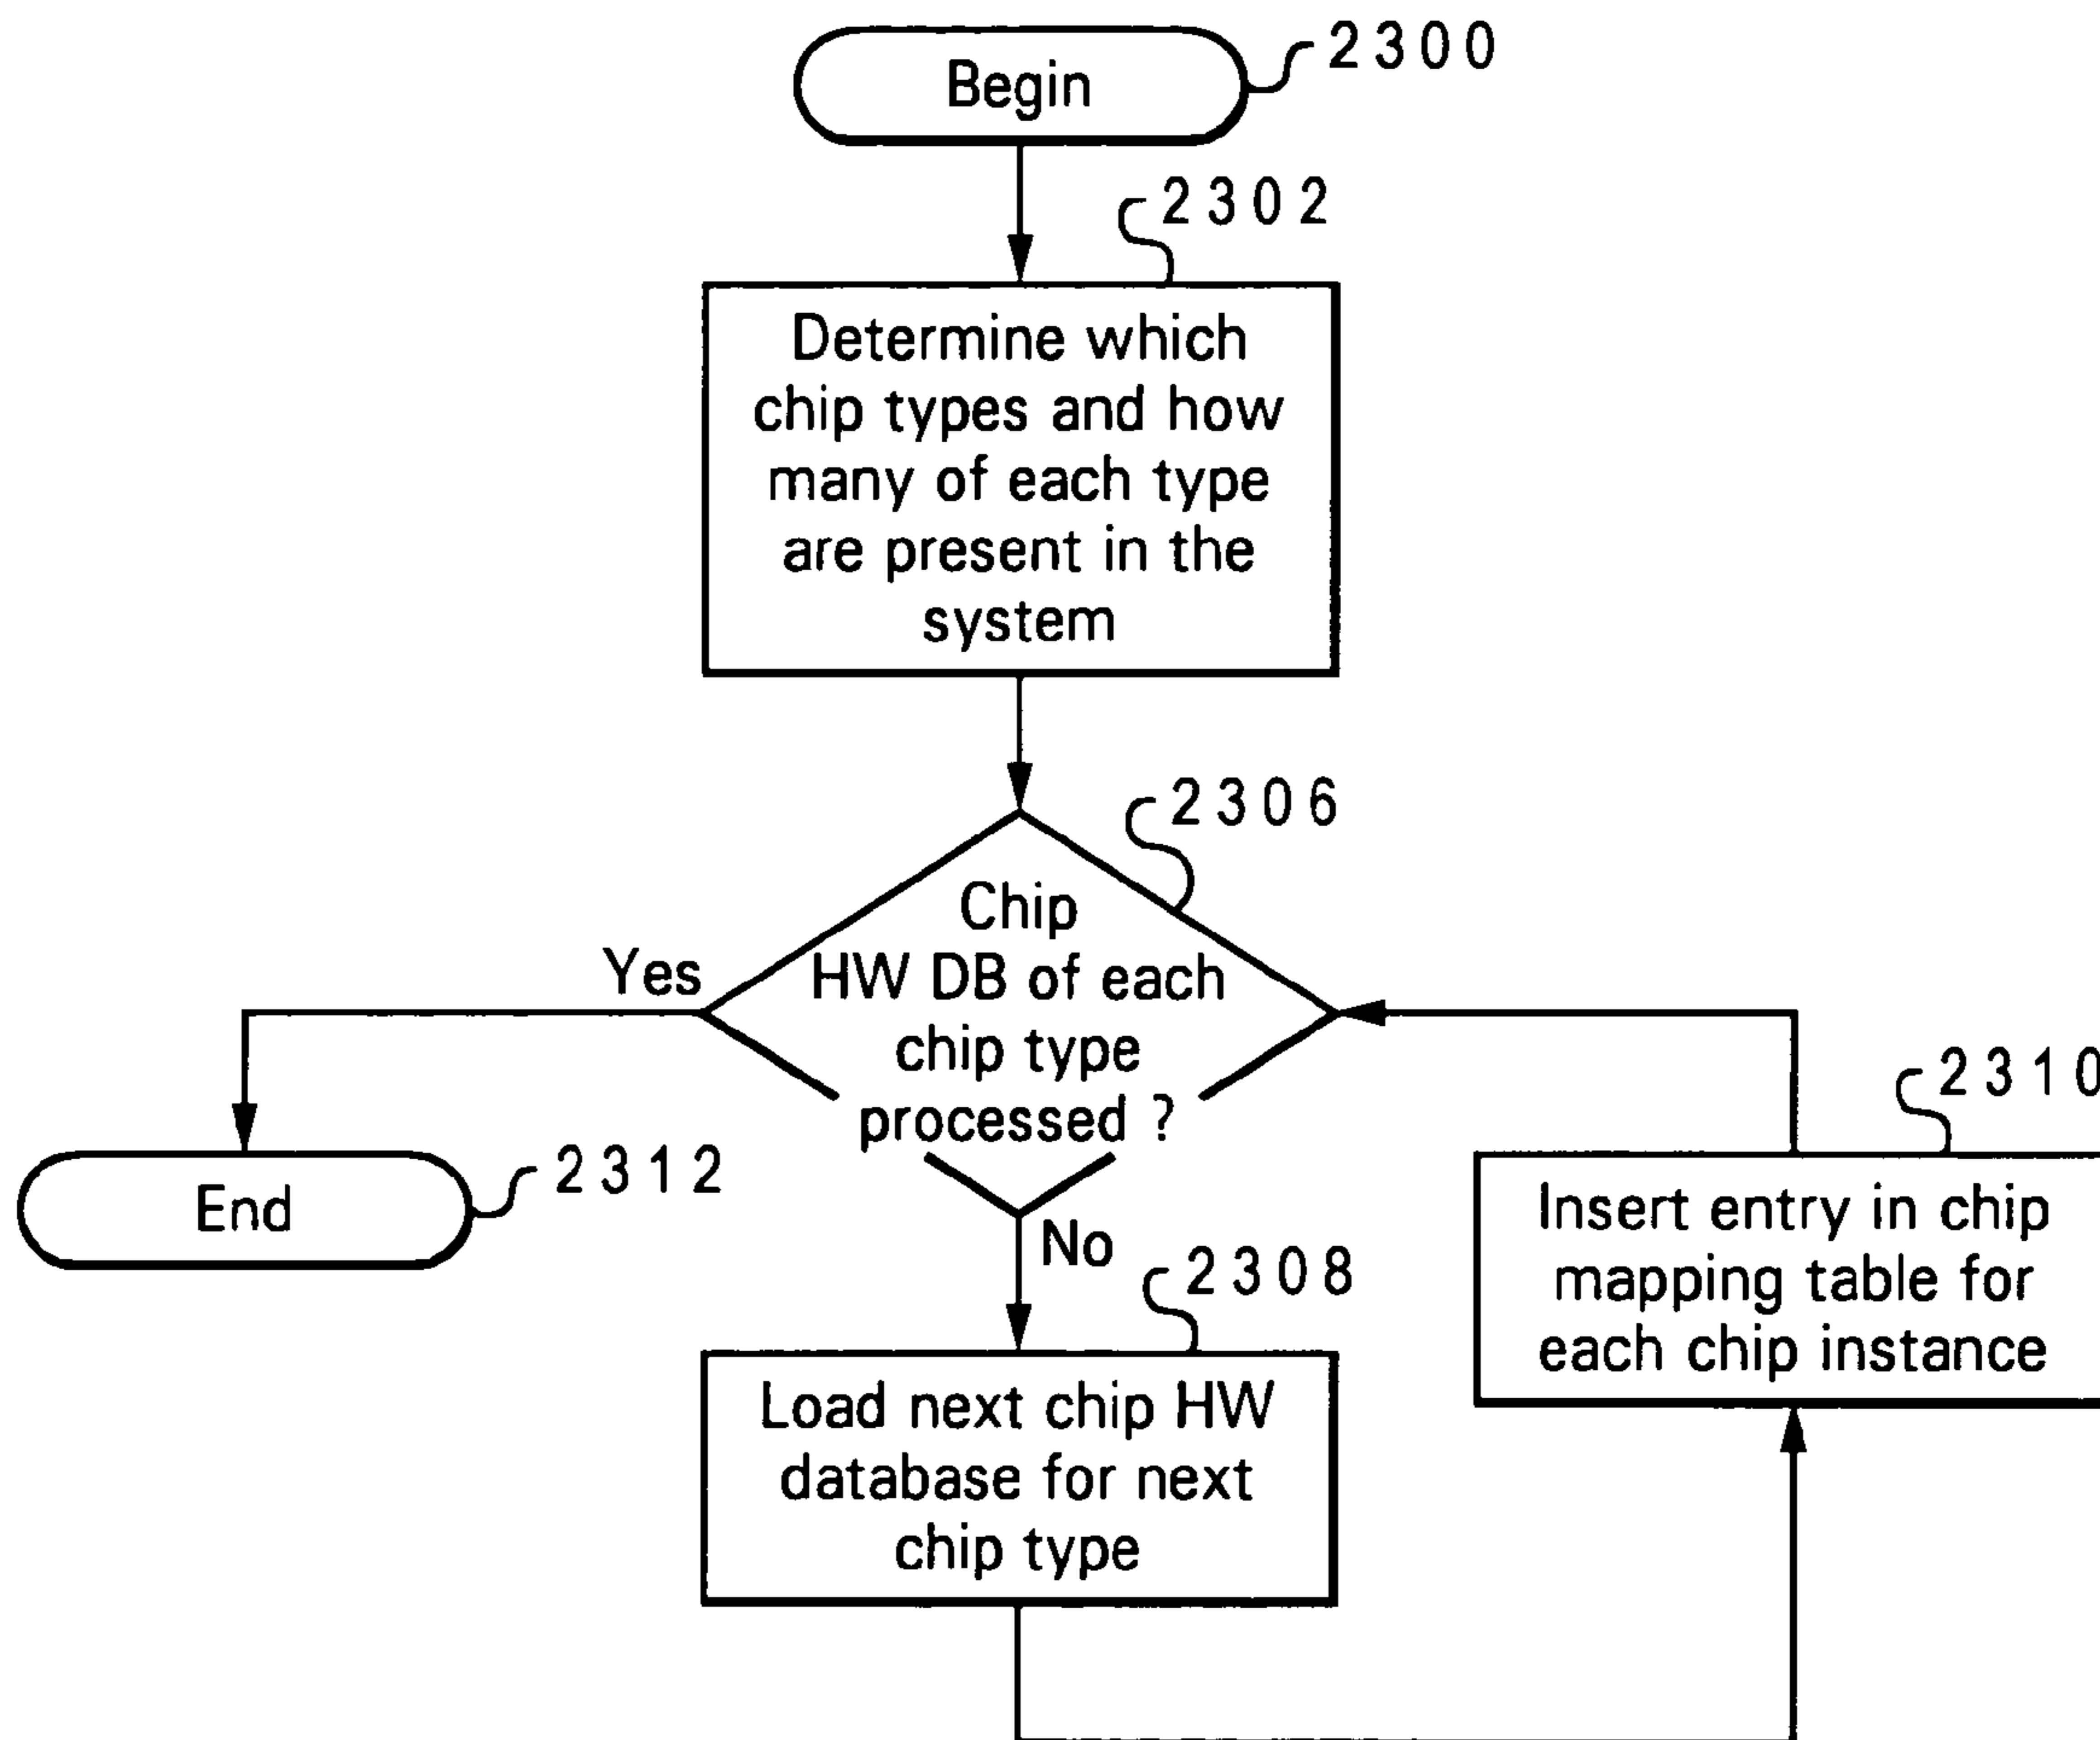 Begin
2300
2302
Determine which
chip types and how
many of each type
are present in the
system
2306
Chip
HW DB of each
chip type
processed ?
Yes
No
End
2312
2308
Load next chip HW
database for next
chip type
2310
Insert entry in chip
mapping table for
each chip instance